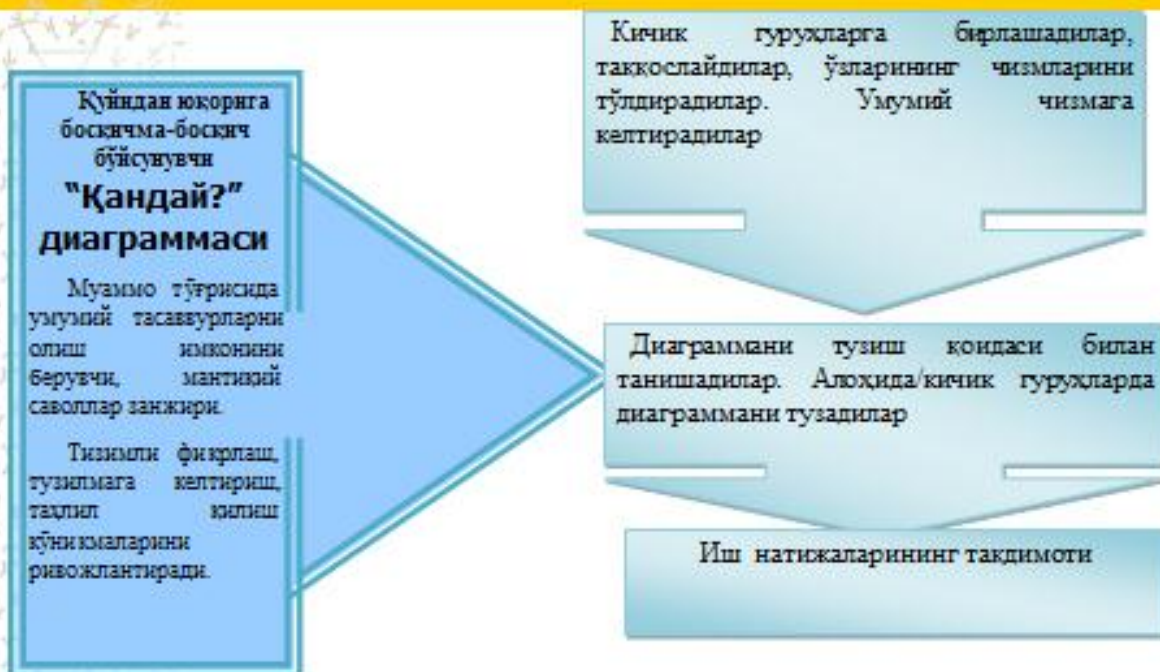 Қуйидан юқорига
босқичма-босқич
бўйсунувчи
“Қандай?”
диаграммаси
Муаммо тўғрисида
умумий тасаввурларни
олиш имконини
берувчи, мантиқий
саволлар занжири.
Тизимли фикрлаш,
тузилмага келтириш,
таҳлил қилиш
кўникмаларини
ривожлантиради.
Кичик гуруҳларга бирлашадилар,
таққослайдилар, ўзларининг чизмларини
тўлдирадилар. Умумий чизмага
келтирадилар
Диаграммани тузиш қоидаси билан
танишадилар. Алоҳида/кичик гуруҳларда
диаграммани тузадилар
Иш натижаларининг тақдимоти